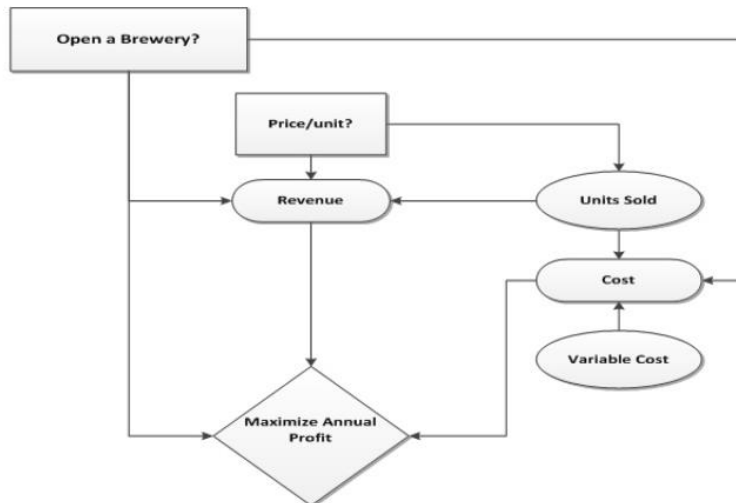 Open a Brewery?
Price/unit?
Revenue
Units Sold
Cost
Variable Cost
Maximize Annual
Profit